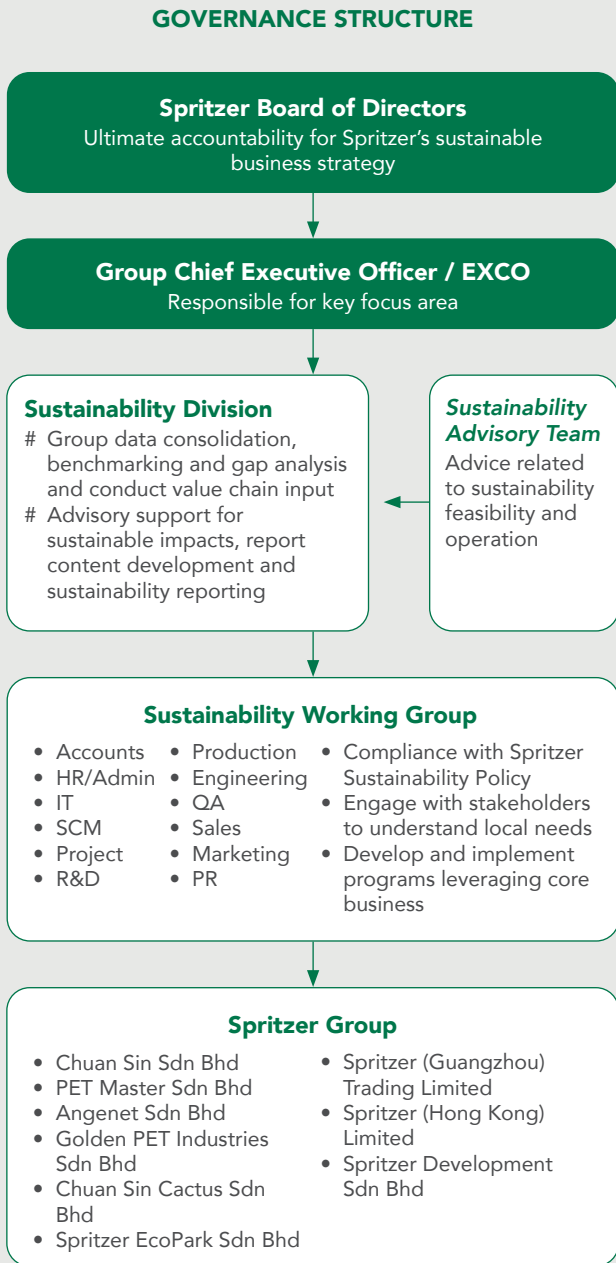 GOVERNANCE STRUCTURE
Spritzer Board of Directors
Ultimate accountability for Spritzer's sustainable
business strategy
Group Chief Executive Officer / EXCO
Responsible for key focus area
Sustainability Division
# Group data consolidation,
benchmarking and gap analysis
and conduct value chain input
# Advisory support for
sustainable impacts, report
content development and
sustainability reporting
Sustainability
Advisory Team
Advice related
to sustainability
feasibility and
operation
Sustainability Working Group
• Accounts
• HR/Admin
• IT
• SCM
• Project
• R&D
• Production
• Engineering
• QA
• Sales
• Marketing
• PR
• Compliance with Spritzer
Sustainability Policy
• Engage with stakeholders
to understand local needs
• Develop and implement
programs leveraging core
business
Spritzer Group
• Chuan Sin Sdn Bhd
• PET Master Sdn Bhd
• Angenet Sdn Bhd
• Golden PET Industries
Sdn Bhd
• Chuan Sin Cactus Sdn
Bhd
• Spritzer EcoPark Sdn Bhd
• Spritzer (Guangzhou)
Trading Limited
• Spritzer (Hong Kong)
Limited
• Spritzer Development
Sdn Bhd